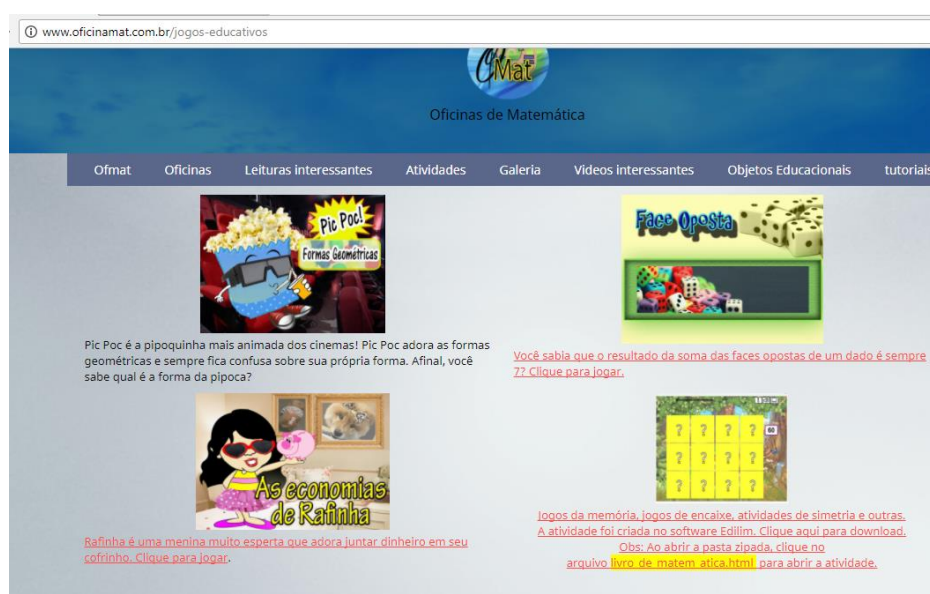 www.oficinamat.com.br/jogos-educativos
OfMat
Oficinas de Matemática
Ofmat Oficinas Leituras interessantes Atividades Galeria Videos interessantes Objetos Educacionais tutoriais
Pic Poc!
Formas Geométricas
Pic Poc é a pipoquinha mais animada dos cinemas! Pic Poc adora as formas
geométricas e sempre fica confusa sobre sua própria forma. Afinal, você
sabe qual é a forma da pipoca?
Face Oposta
Você sabia que o resultado da soma das faces opostas de um dado é sempre
7? Clique para jogar.
As economias
de Rafinha
Rafinha é uma menina muito esperta que adora juntar dinheiro em seu
cofrinho. Clique para jogar.
? ? ? ?
? ? ? ?
? ? ? ?
Jogos da memória, jogos de encaixe, atividades de simetria e outras.
A atividade foi criada no software Edilim. Clique aqui para download.
Obs: Ao abrir a pasta zipada, clique no
arquivo livro_de_matem_atica.html para abrir a atividade.